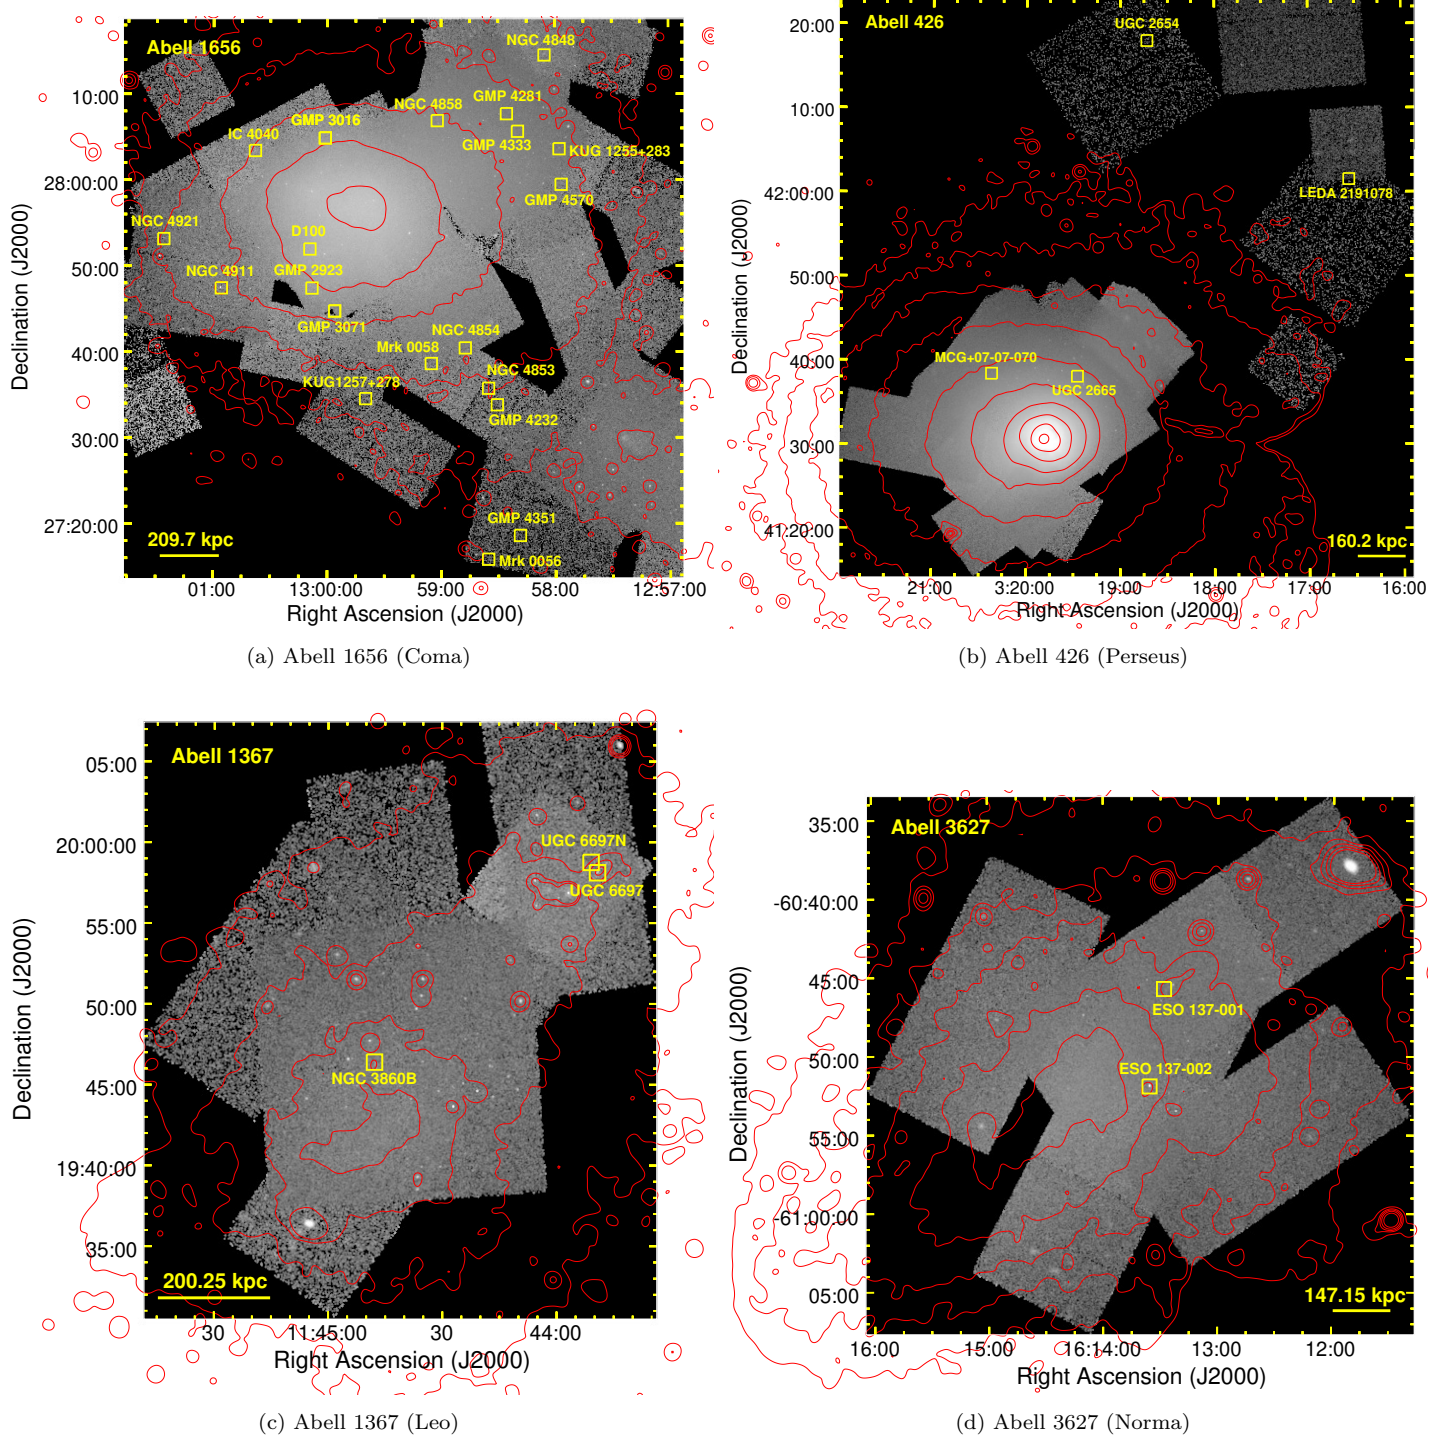 Abell 1656
NGC 4848
10:00
NGC 4858
GMP 4281
IC 4040
GMP 3016
GMP 4333
KUG 1255+283
28:00:00
GMP 4570
NGC 4921
D100
50:00
NGC 4911
GMP 2923
GMP 3071
NGC 4854
40:00
Mrk 0058
NGC 4853
KUG1257+278
GMP 4232
30:00
GMP 4351
27:20:00
209.7 kpc
Mrk 0056
01:00
13:00:00
59:00
58:00
12:57:00
Right Ascension (J2000)
Declination (J2000)
(a) Abell 1656 (Coma)
Abell 426
UGC 2654
20:00
10:00
42:00:00
LEDA 2191078
50:00
40:00
MCG+07-07-070
UGC 2665
30:00
41:20:00
160.2 kpc
21:00
3:20:00
19:00
18:00
17:00
16:00
Right Ascension (J2000)
Declination (J2000)
(b) Abell 426 (Perseus)
Abell 1367
05:00
20:00:00
UGC 6697N
UGC 6697
55:00
50:00
45:00
NGC 3860B
19:40:00
35:00
200.25 kpc
30
11:45:00
30
44:00
Right Ascension (J2000)
Declination (J2000)
(c) Abell 1367 (Leo)
Abell 3627
35:00
-60:40:00
45:00
ESO 137-001
50:00
ESO 137-002
55:00
-61:00:00
05:00
147.15 kpc
16:00
15:00
16:14:00
13:00
12:00
Right Ascension (J2000)
Declination (J2000)
(d) Abell 3627 (Norma)